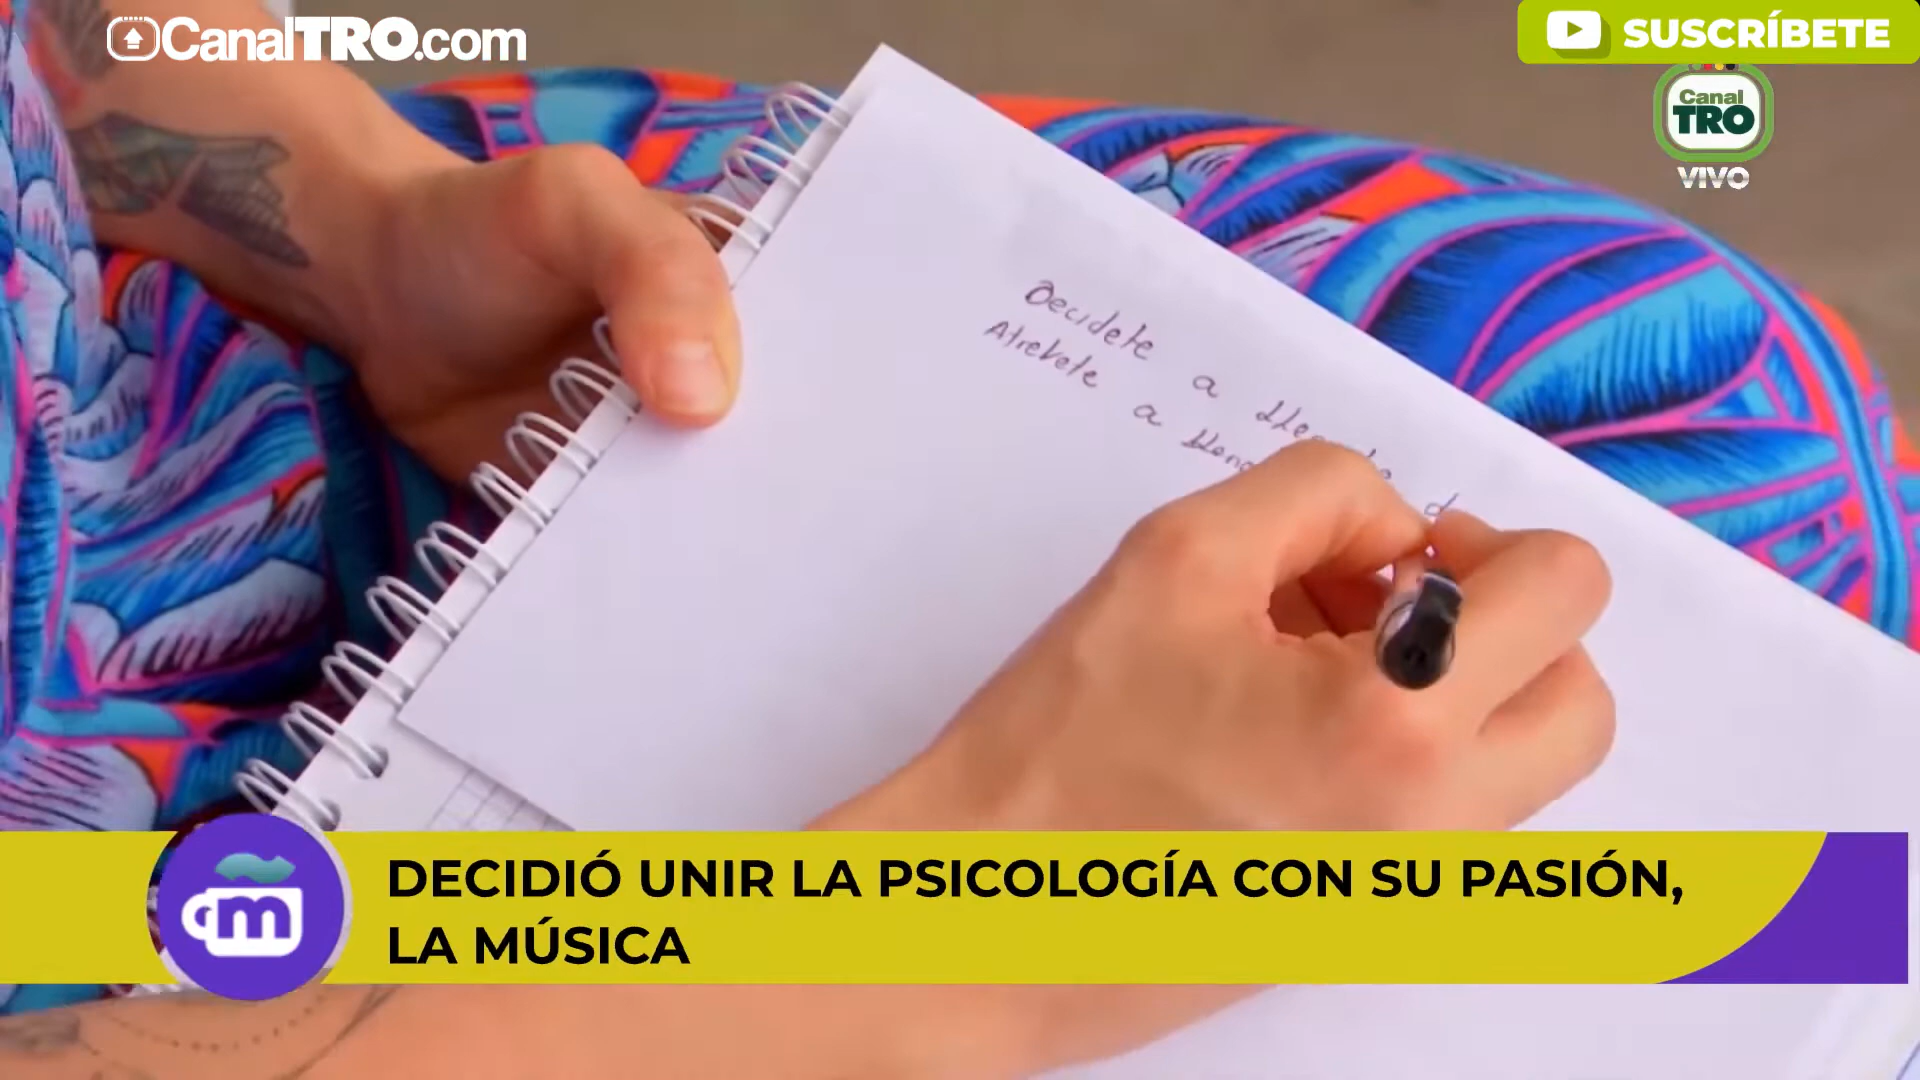 CanalTRO.com
SUSCRÍBETE
Canal
TRO
VIVO
Decidete a
Atrevete a
m
DECIDIÓ UNIR LA PSICOLOGÍA CON SU PASIÓN,
LA MÚSICA